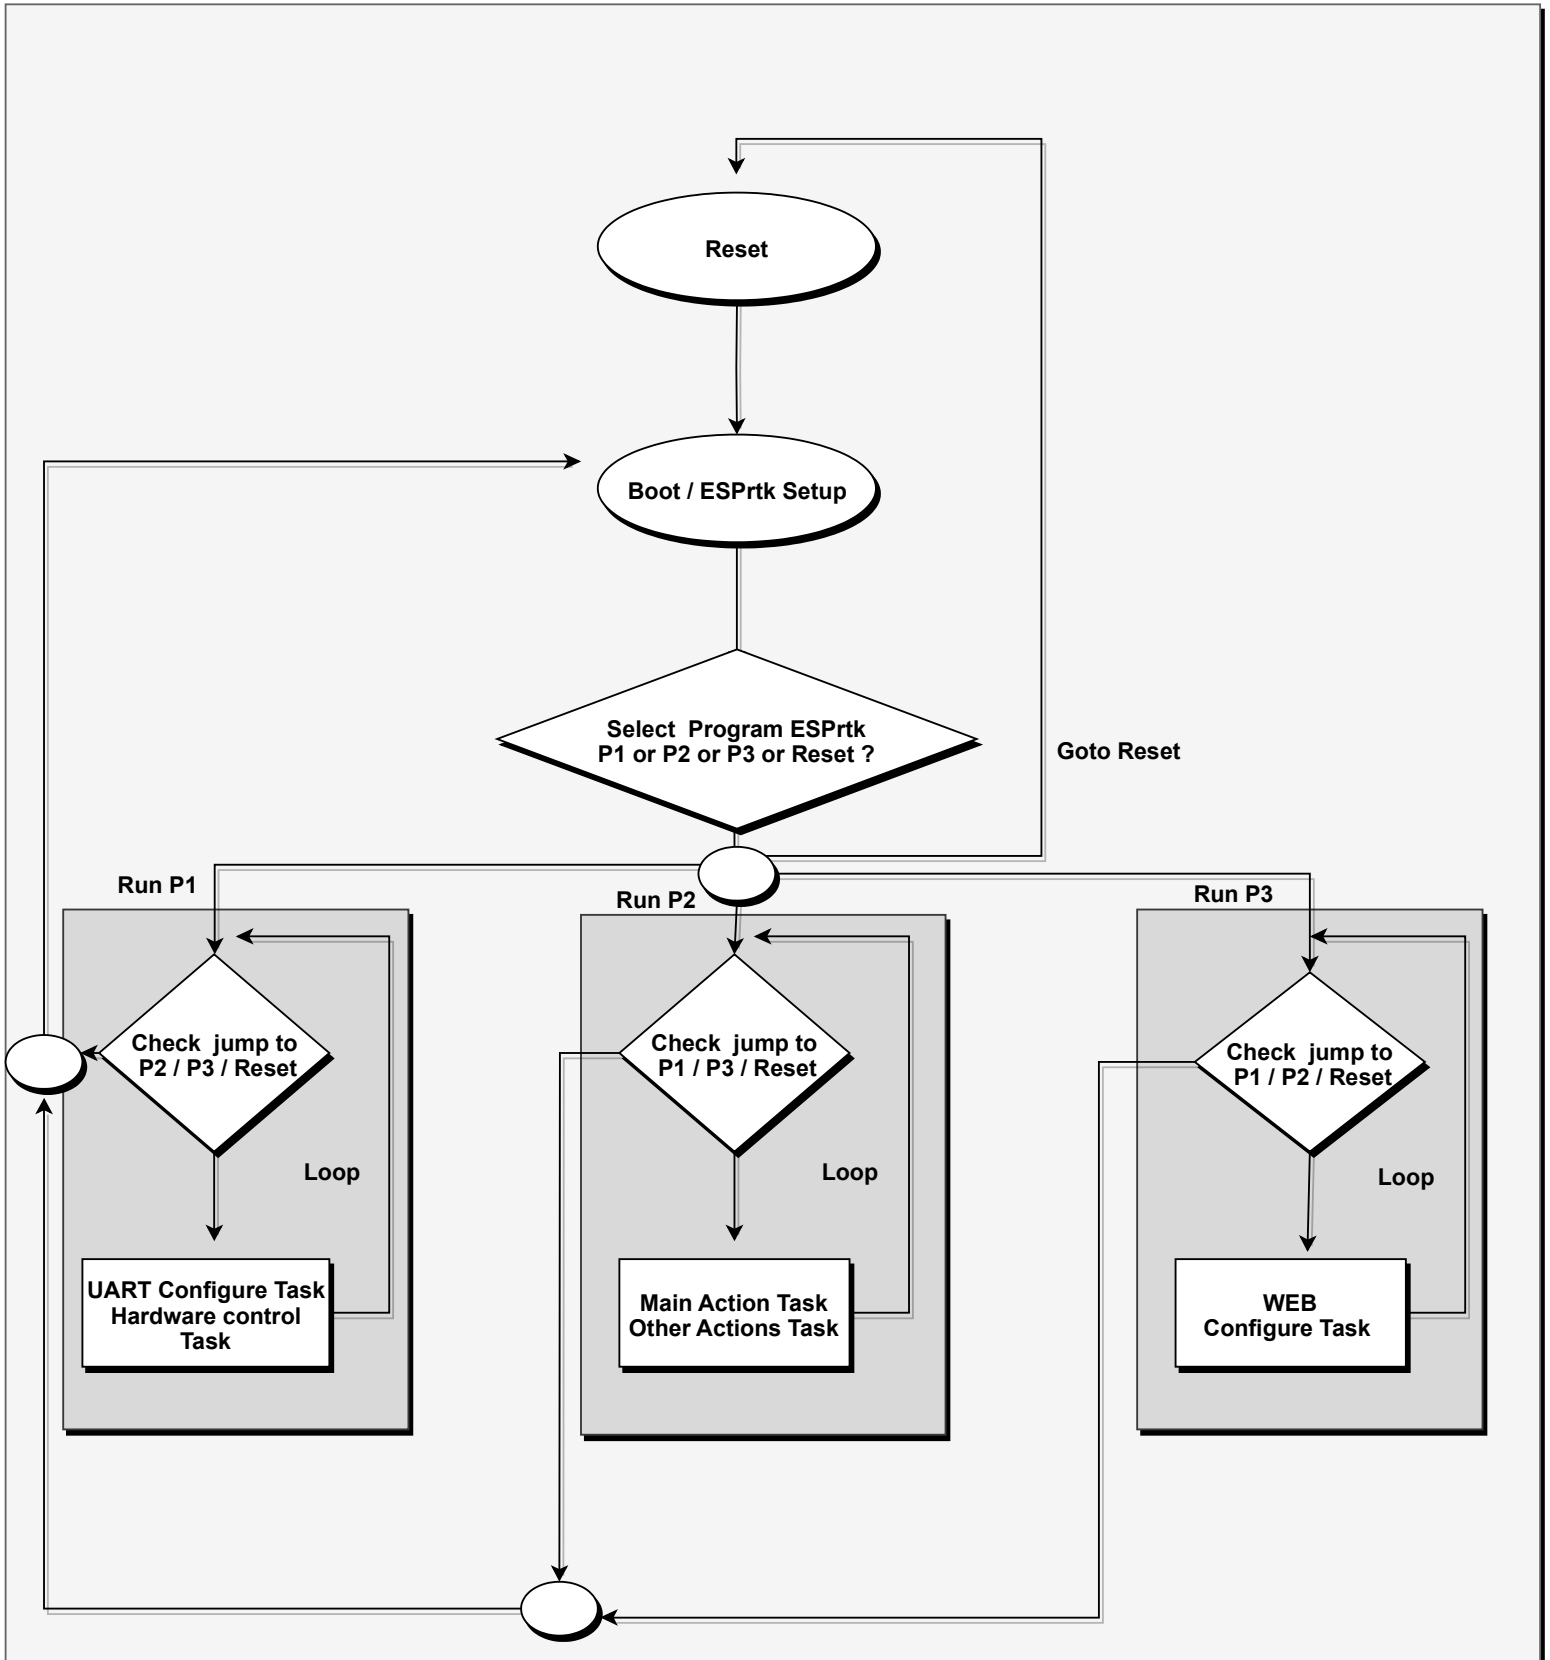 Reset
Boot / ESPrtk Setup
Select  Program ESPrtk
P1 or P2 or P3 or Reset ?
Goto Reset
Run P1
Run P2
Run P3
Check  jump to
P2 / P3 / Reset
Loop
UART Configure Task
Hardware control
Task
Check  jump to
P1 / P3 / Reset
Loop
Main Action Task
Other Actions Task
Check  jump to
P1 / P2 / Reset
Loop
WEB
Configure Task